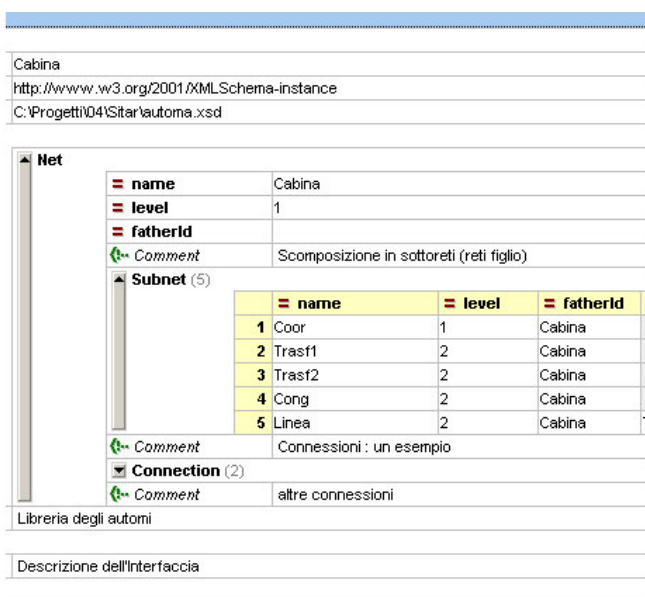 Cabina
http://www.w3.org/2001/XMLSchema-instance
C:\Progetti\04\Sitar\automa.xsd
Net
= name Cabina
= level 1
= fatherId
Comment Scomposizione in sottoreti (reti figlio)
Subnet (5)
= name = level = fatherId
1 Coor 1 Cabina
2 Trasf1 2 Cabina
3 Trasf2 2 Cabina
4 Cong 2 Cabina
5 Linea 2 Cabina
Comment Connessioni : un esempio
Connection (2)
Comment altre connessioni
Libreria degli automi
Descrizione dell'Interfaccia